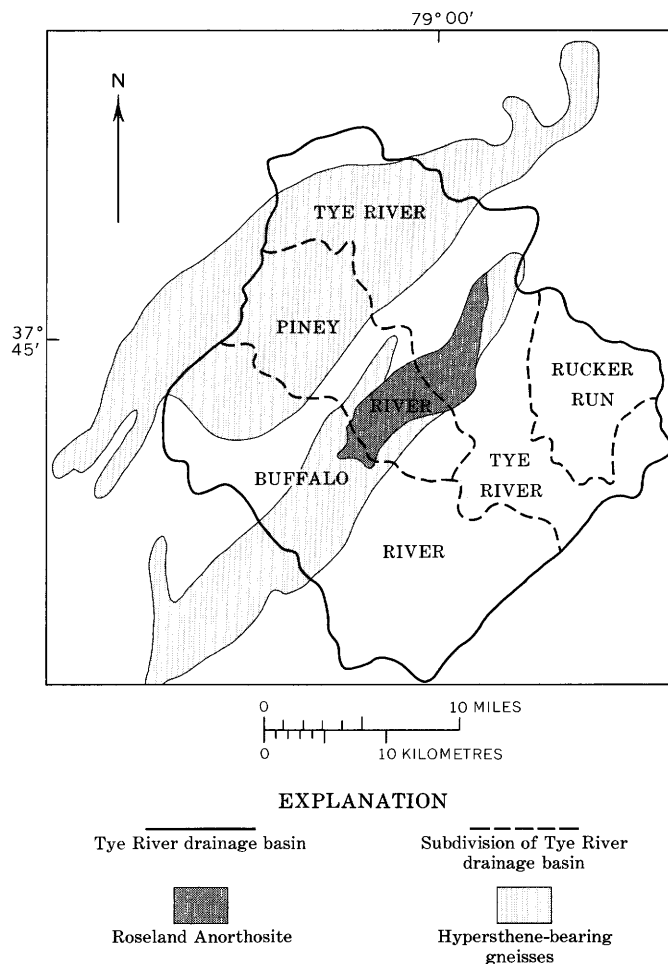 79° 00′
N
TYE RIVER
37°
45′
PINEY
RUCKER
RUN
RIVER
TYE
RIVER
BUFFALO
RIVER
0 10 MILES
0 10 KILOMETRES
EXPLANATION
Tye River drainage basin
Subdivision of Tye River
drainage basin
Roseland Anorthosite
Hypersthene-bearing
gneisses